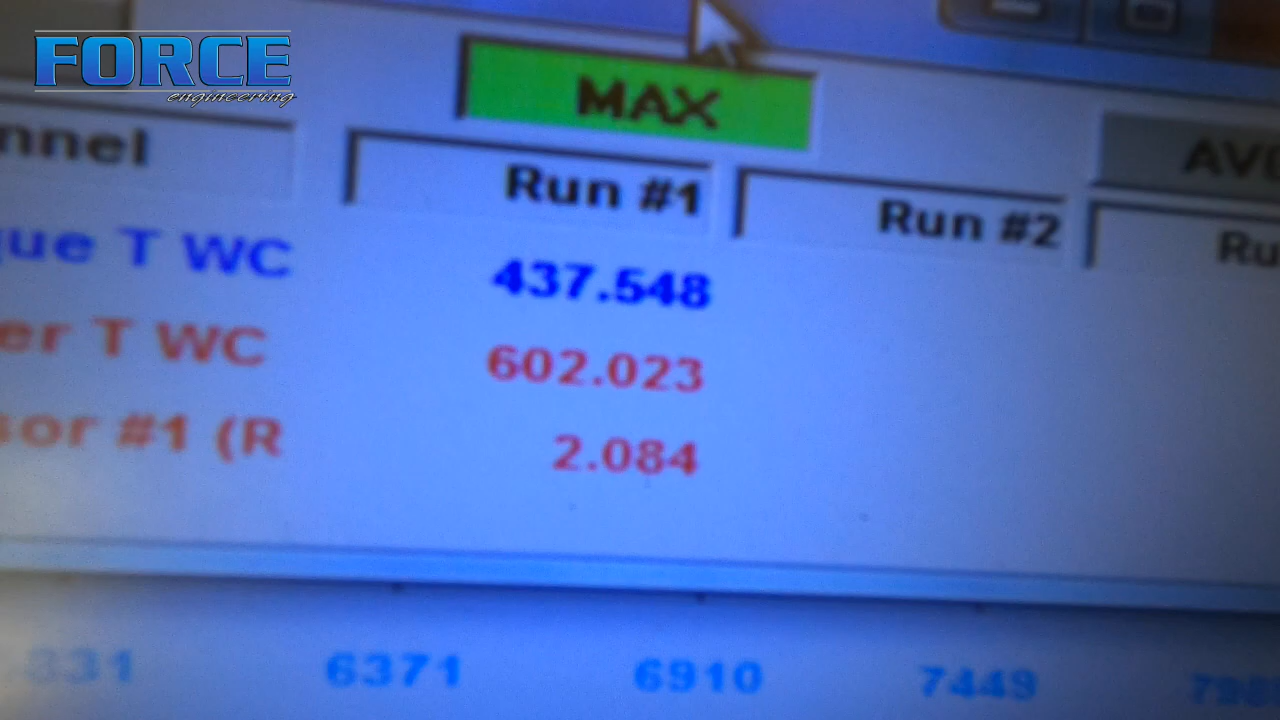 FORCE
engineering
MAX
nnel Run #1 Run #2
que T WC 437.548
er T WC 602.023
sor #1 (R 2.084
6371 6910 7449